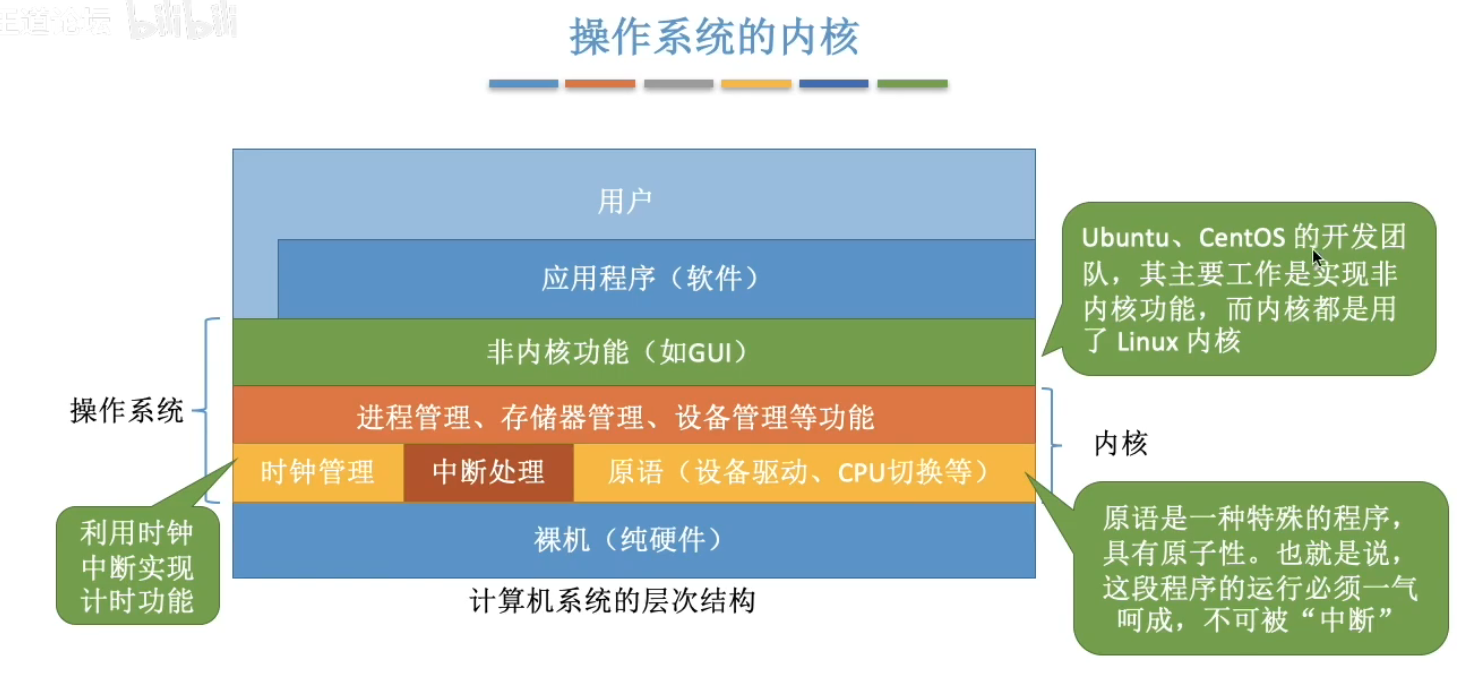 王道论坛 bilibili
操作系统的内核
用户
应用程序（软件）
非内核功能（如GUI）
进程管理、存储器管理、设备管理等功能
时钟管理
中断处理
原语（设备驱动、CPU切换等）
裸机（纯硬件）
计算机系统的层次结构
操作系统
内核
利用时钟
中断实现
计时功能
Ubuntu、CentOS 的开发团
队，其主要工作是实现非
内核功能，而内核都是用
了 Linux 内核
原语是一种特殊的程序，
具有原子性。也就是说，
这段程序的运行必须一气
呵成，不可被“中断”